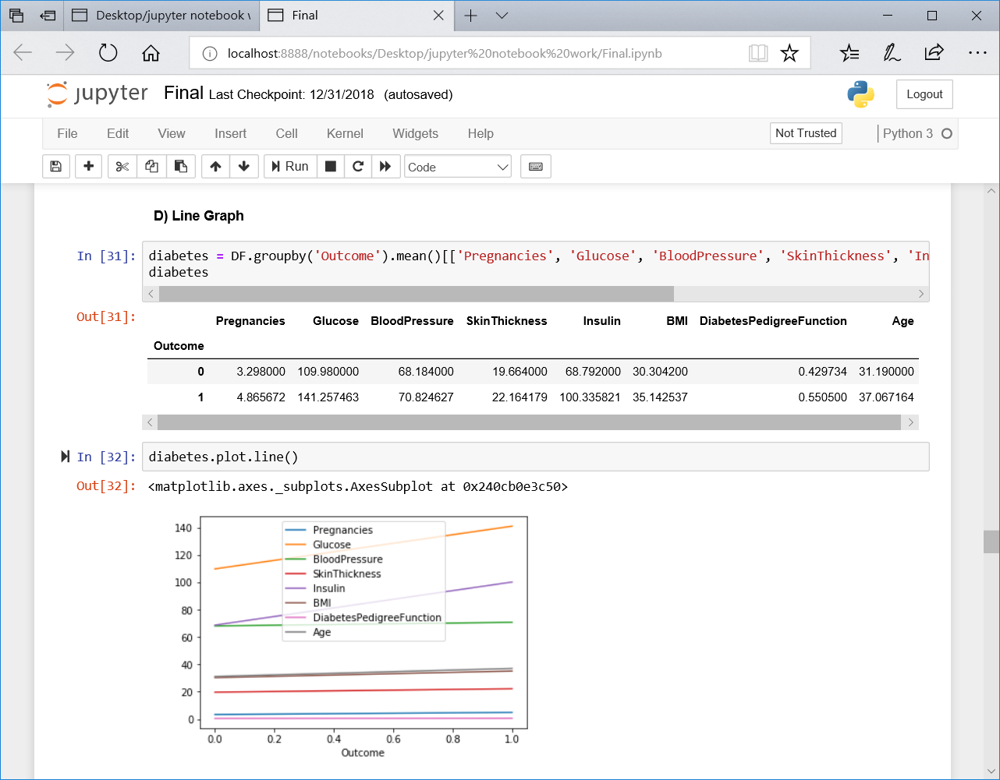 Desktop/jupyter notebook w
Final
localhost:8888/notebooks/Desktop/jupyter%20notebook%20work/Final.ipynb
jupyter Final Last Checkpoint: 12/31/2018 (autosaved)
Logout
File Edit View Insert Cell Kernel Widgets Help Not Trusted Python 3
Run Code
D) Line Graph
In [31]: diabetes = DF.groupby('Outcome').mean()[['Pregnancies', 'Glucose', 'BloodPressure', 'SkinThickness', 'In
diabetes
Out[31]: Pregnancies Glucose BloodPressure SkinThickness Insulin BMI DiabetesPedigreeFunction Age
Outcome
0 3.298000 109.980000 68.184000 19.664000 68.792000 30.304200 0.429734 31.190000
1 4.865672 141.257463 70.824627 22.164179 100.335821 35.142537 0.550500 37.067164
In [32]: diabetes.plot.line()
Out[32]: <matplotlib.axes._subplots.AxesSubplot at 0x240cb0e3c50>
140
120
100
80
60
40
20
0
Pregnancies
Glucose
BloodPressure
SkinThickness
Insulin
BMI
DiabetesPedigreeFunction
Age
0.0 0.2 0.4 0.6 0.8 1.0
Outcome